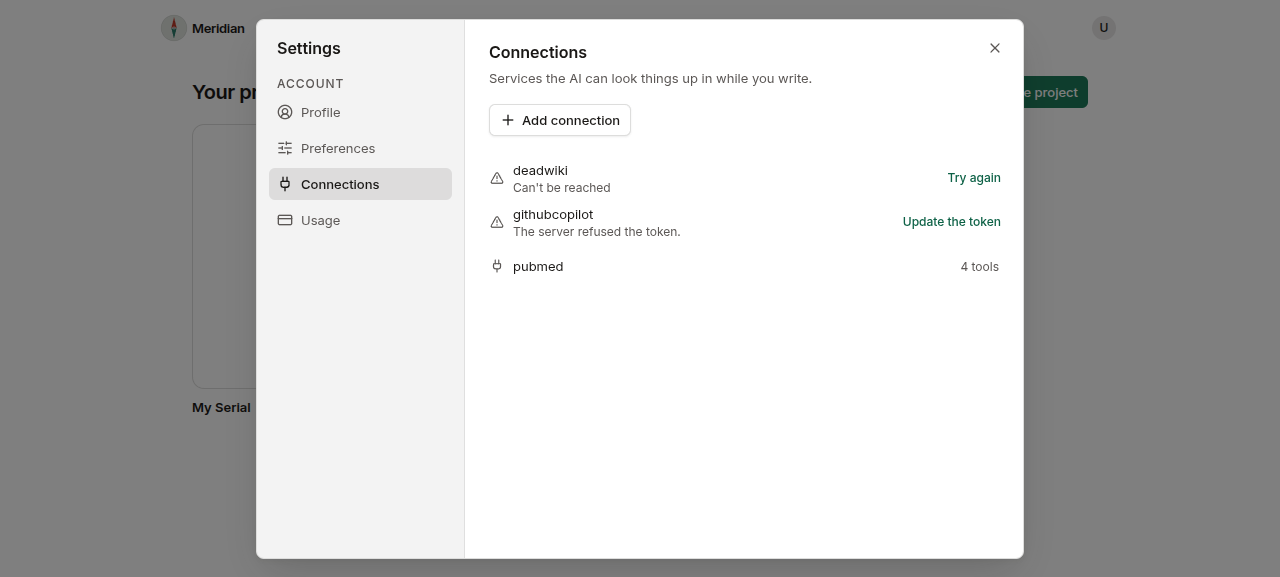 Meridian
U
Your pr
e project
My Serial
Settings
ACCOUNT
Profile
Preferences
Connections
Usage
Connections
Services the AI can look things up in while you write.
Add connection
deadwiki
Can't be reached
Try again
githubcopilot
The server refused the token.
Update the token
pubmed
4 tools